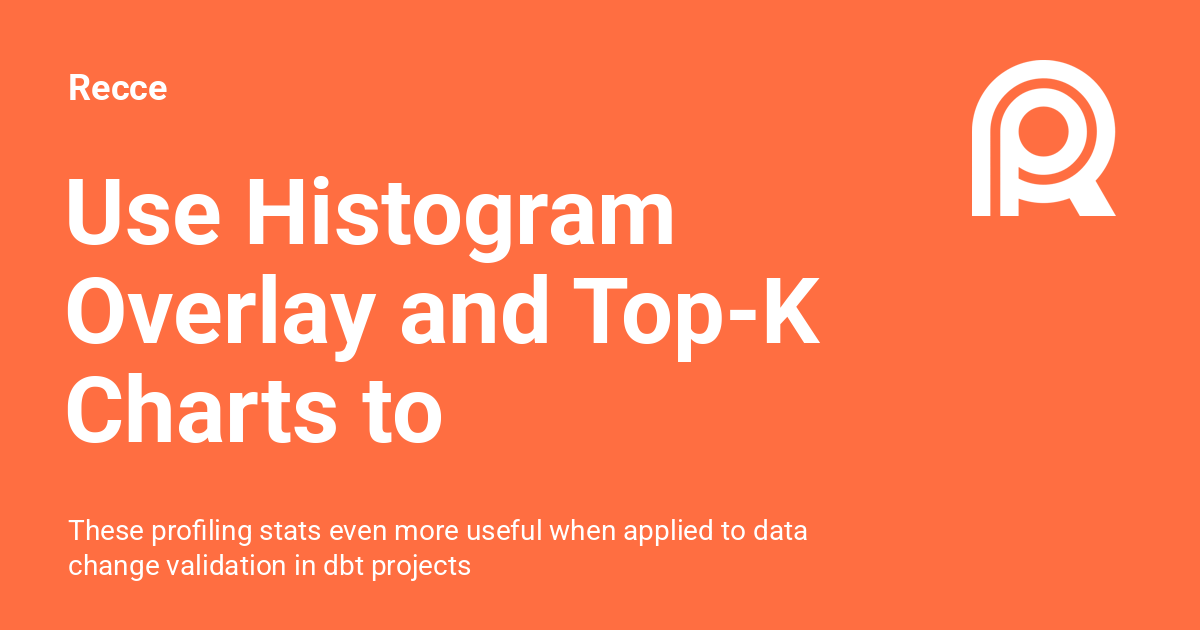 Recce
Use Histogram
Overlay and Top-K
Charts to
These profiling stats even more useful when applied to data
change validation in dbt projects